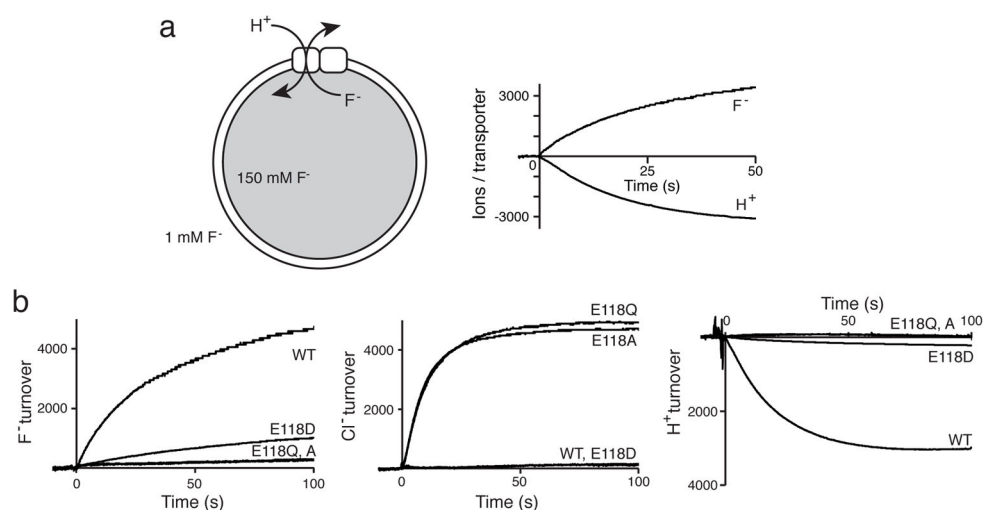 a
H+
F-
150 mM F-
1 mM F-
Ions / transporter
3000
0
-3000
25
50
Time (s)
F-
H+
b
F- turnover
4000
2000
0
50
100
Time (s)
WT
E118D
E118Q, A
Cl- turnover
4000
2000
0
50
100
Time (s)
E118Q
E118A
WT, E118D
Time (s)
0
50
100
H+ turnover
2000
4000
E118Q, A
E118D
WT